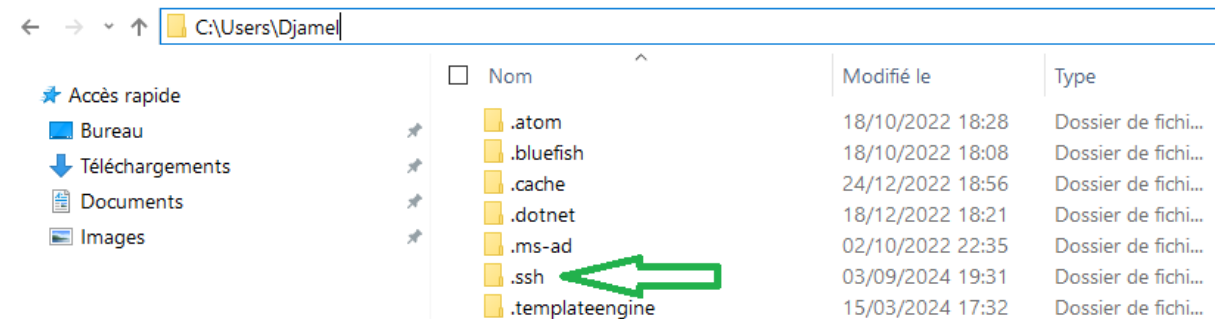 C:\Users\Djamel
Nom Modifié le Type
Accès rapide
Bureau
Téléchargements
Documents
Images
.atom 18/10/2022 18:28 Dossier de fichi...
.bluefish 18/10/2022 18:08 Dossier de fichi...
.cache 24/12/2022 18:56 Dossier de fichi...
.dotnet 18/12/2022 18:21 Dossier de fichi...
.ms-ad 02/10/2022 22:35 Dossier de fichi...
.ssh 03/09/2024 19:31 Dossier de fichi...
.templateengine 15/03/2024 17:32 Dossier de fichi...